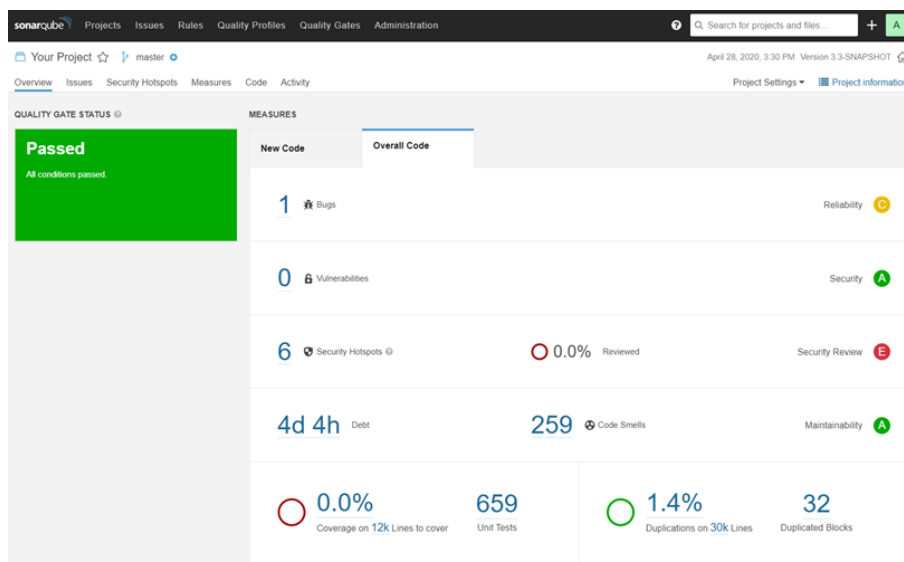 sonarqube Projects Issues Rules Quality Profiles Quality Gates Administration Search for projects and files... A
Your Project master April 28, 2020, 3:30 PM Version 3.3-SNAPSHOT
Overview Issues Security Hotspots Measures Code Activity Project Settings Project information
QUALITY GATE STATUS MEASURES
Passed
All conditions passed.
New Code Overall Code
1 Bugs Reliability C
0 Vulnerabilities Security A
6 Security Hotspots 0.0% Reviewed Security Review E
4d 4h Debt 259 Code Smells Maintainability A
0.0% 659 1.4% 32
Coverage on 12k Lines to cover Unit Tests Duplications on 30k Lines Duplicated Blocks